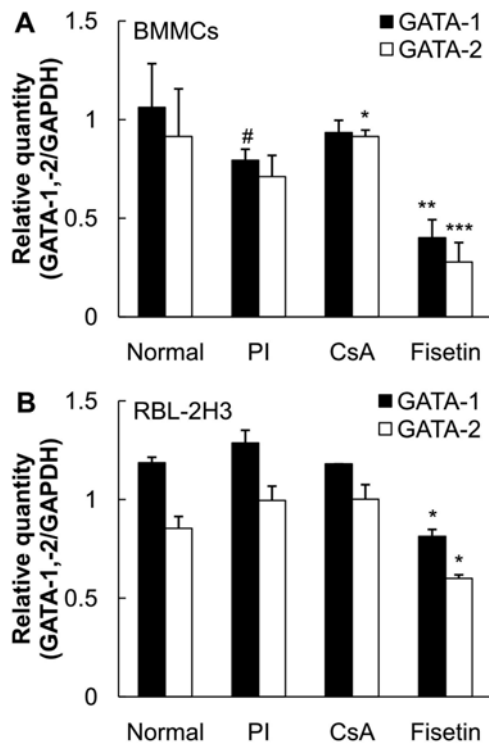 A
BMMCs
GATA-1
GATA-2
Relative quantity
(GATA-1,-2/GAPDH)
1.5
1
0.5
0
#
*
**
***
Normal PI CsA Fisetin
B
RBL-2H3
GATA-1
GATA-2
Relative quantity
(GATA-1,-2/GAPDH)
1.5
1
0.5
0
*
*
Normal PI CsA Fisetin